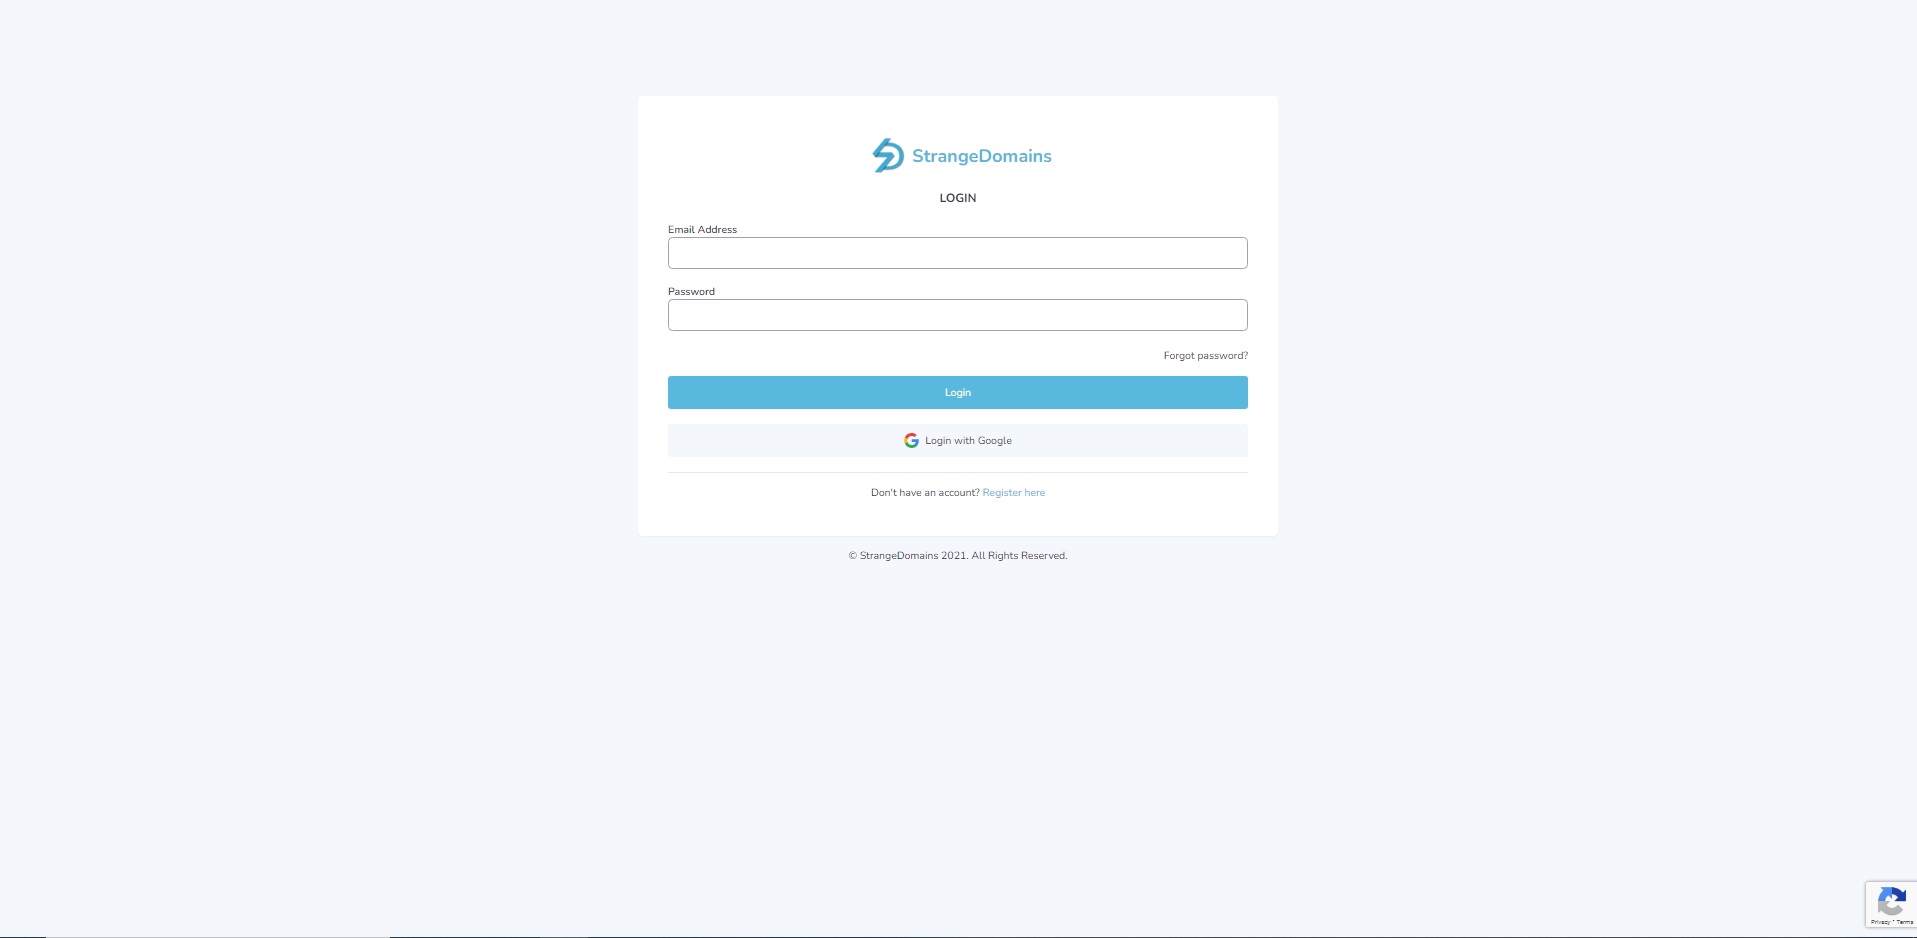 StrangeDomains
LOGIN
Email Address
Password
Forgot password?
Login
Login with Google
Don't have an account? Register here
© StrangeDomains 2021. All Rights Reserved.
Privacy - Terms